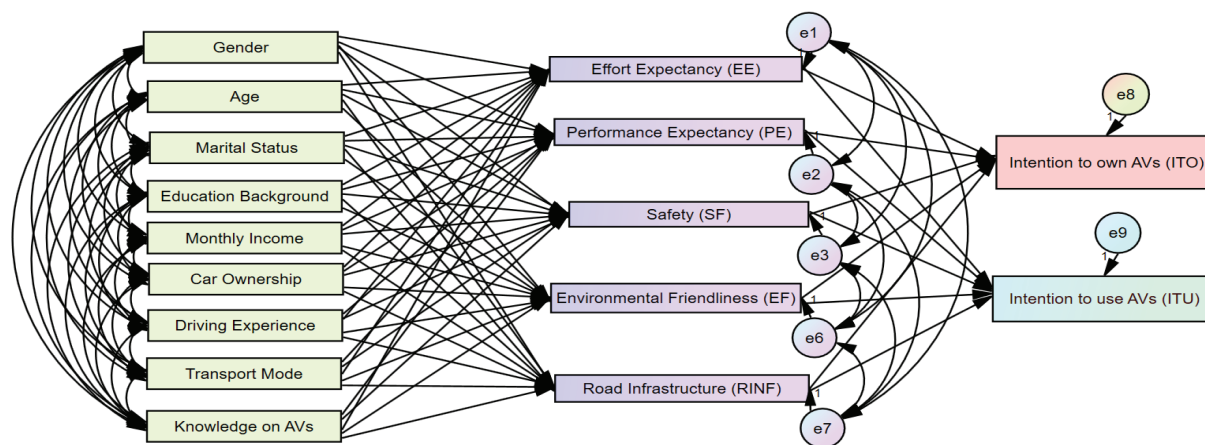 Gender
Age
Marital Status
Education Background
Monthly Income
Car Ownership
Driving Experience
Transport Mode
Knowledge on AVs
Effort Expectancy (EE)
Performance Expectancy (PE)
Safety (SF)
Environmental Friendliness (EF)
Road Infrastructure (RINF)
e1
1
1
e2
1
e3
1
e6
1
e7
e8
1
Intention to own AVs (ITO)
e9
1
Intention to use AVs (ITU)